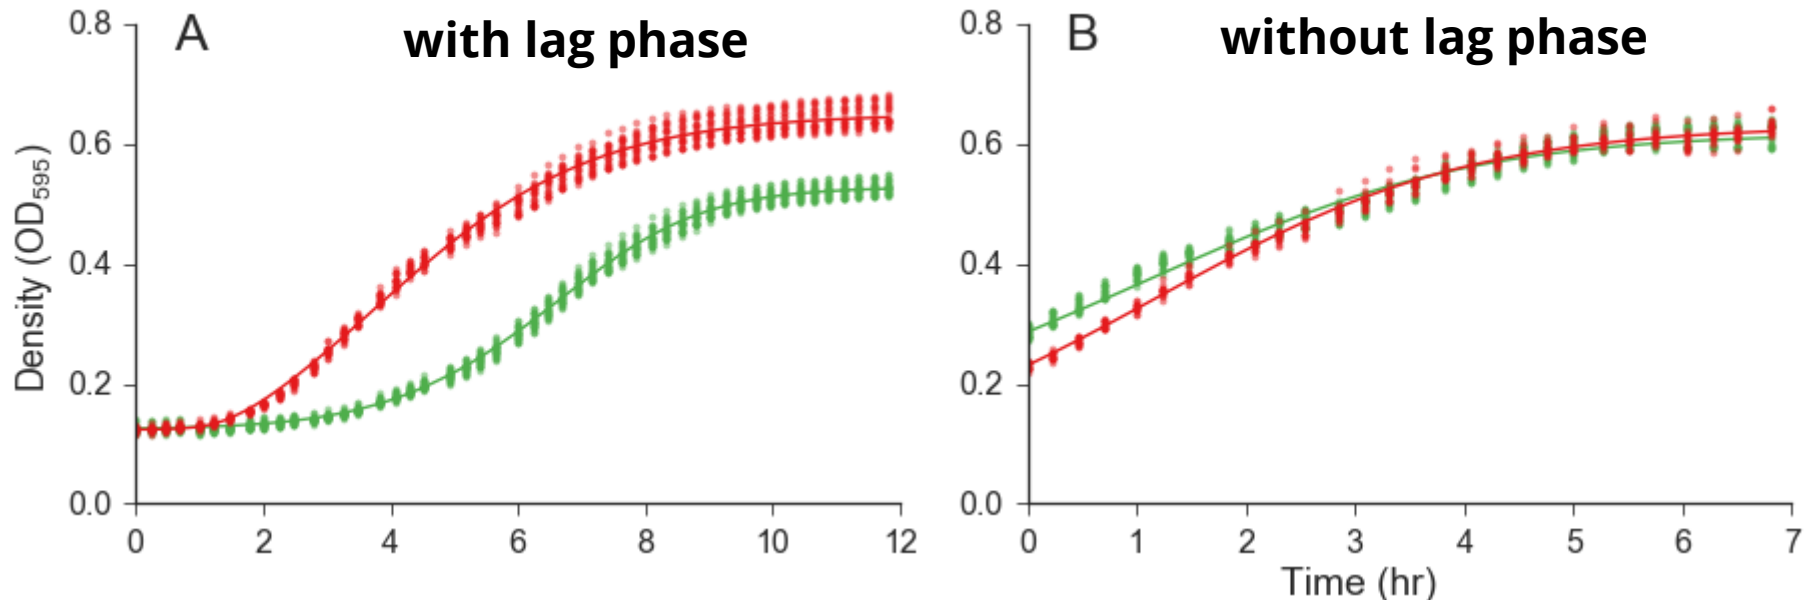 A
with lag phase
0.8
0.6
0.4
0.2
0.0
Density (OD₅₉₅)
0 2 4 6 8 10 12
B
without lag phase
0.8
0.6
0.4
0.2
0.0
0 1 2 3 4 5 6 7
Time (hr)